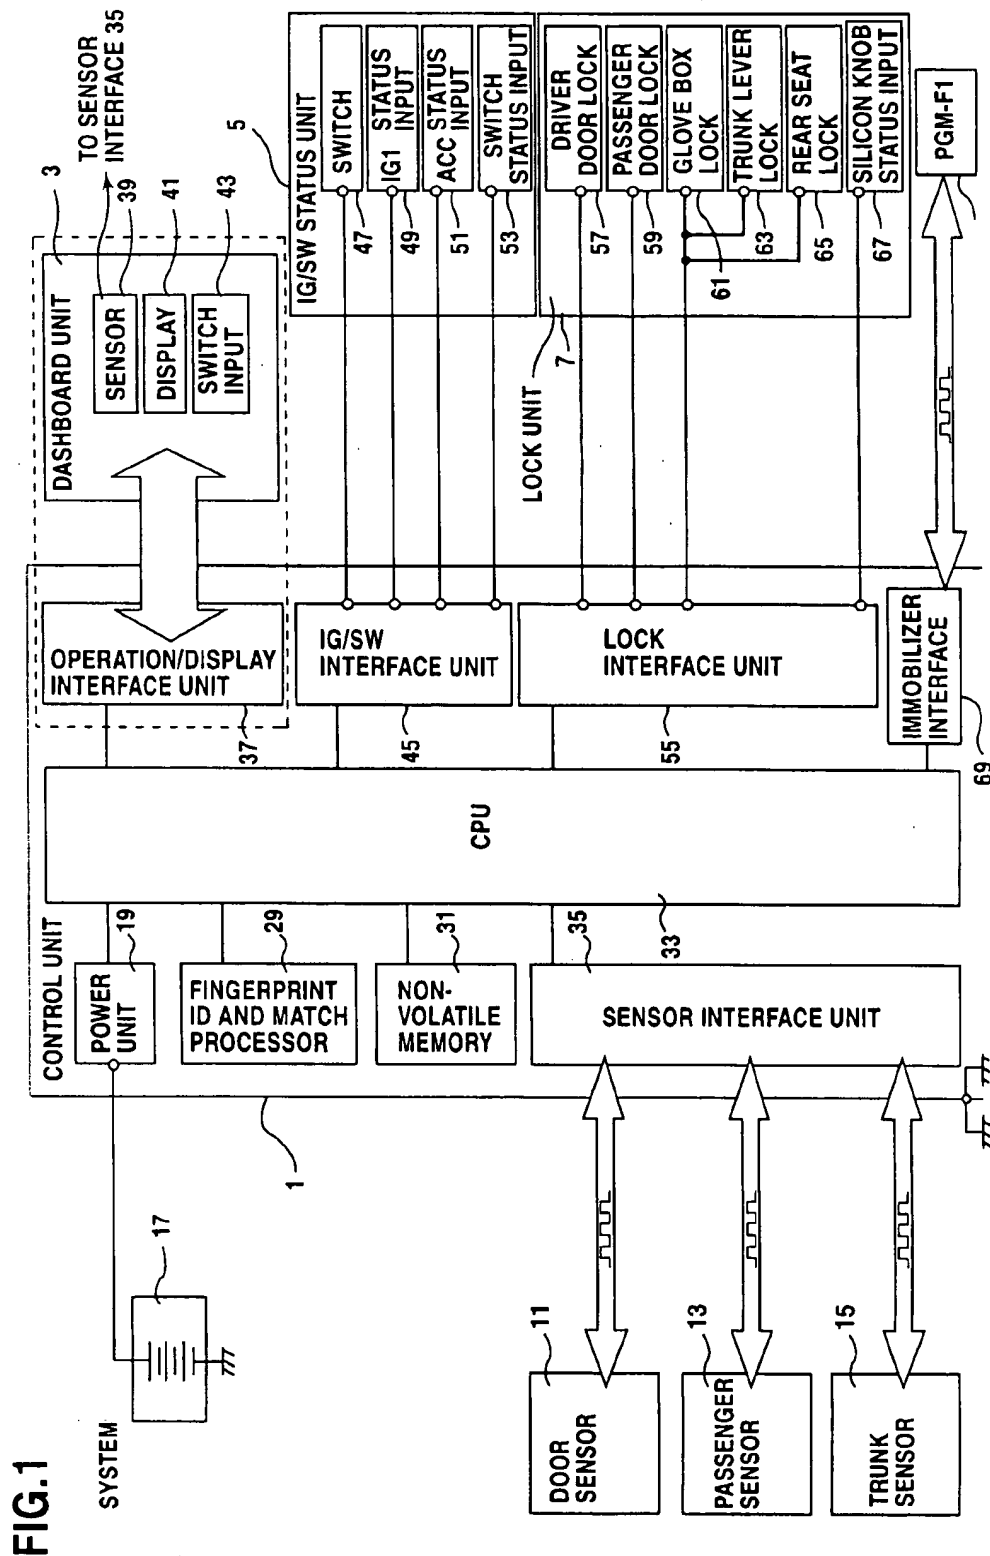 FIG.1
SYSTEM
17
DOOR
SENSOR
11
PASSENGER
SENSOR
13
TRUNK
SENSOR
15
1
CONTROL UNIT
POWER
UNIT
19
FINGERPRINT
ID AND MATCH
PROCESSOR
29
NON-
VOLATILE
MEMORY
31
SENSOR INTERFACE UNIT
35
CPU
33
OPERATION/DISPLAY
INTERFACE UNIT
37
IG/SW
INTERFACE UNIT
45
LOCK
INTERFACE UNIT
55
IMMOBILIZER
INTERFACE
69
DASHBOARD UNIT
3
SENSOR
39
DISPLAY
41
SWITCH
INPUT
43
TO SENSOR
INTERFACE 35
IG/SW STATUS UNIT
5
SWITCH
47
IG1 STATUS
INPUT
49
ACC STATUS
INPUT
51
SWITCH
STATUS INPUT
53
LOCK UNIT
7
DRIVER
DOOR LOCK
57
PASSENGER
DOOR LOCK
59
GLOVE BOX
LOCK
61
TRUNK LEVER
LOCK
63
REAR SEAT
LOCK
65
SILICON KNOB
STATUS INPUT
67
PGM-F1